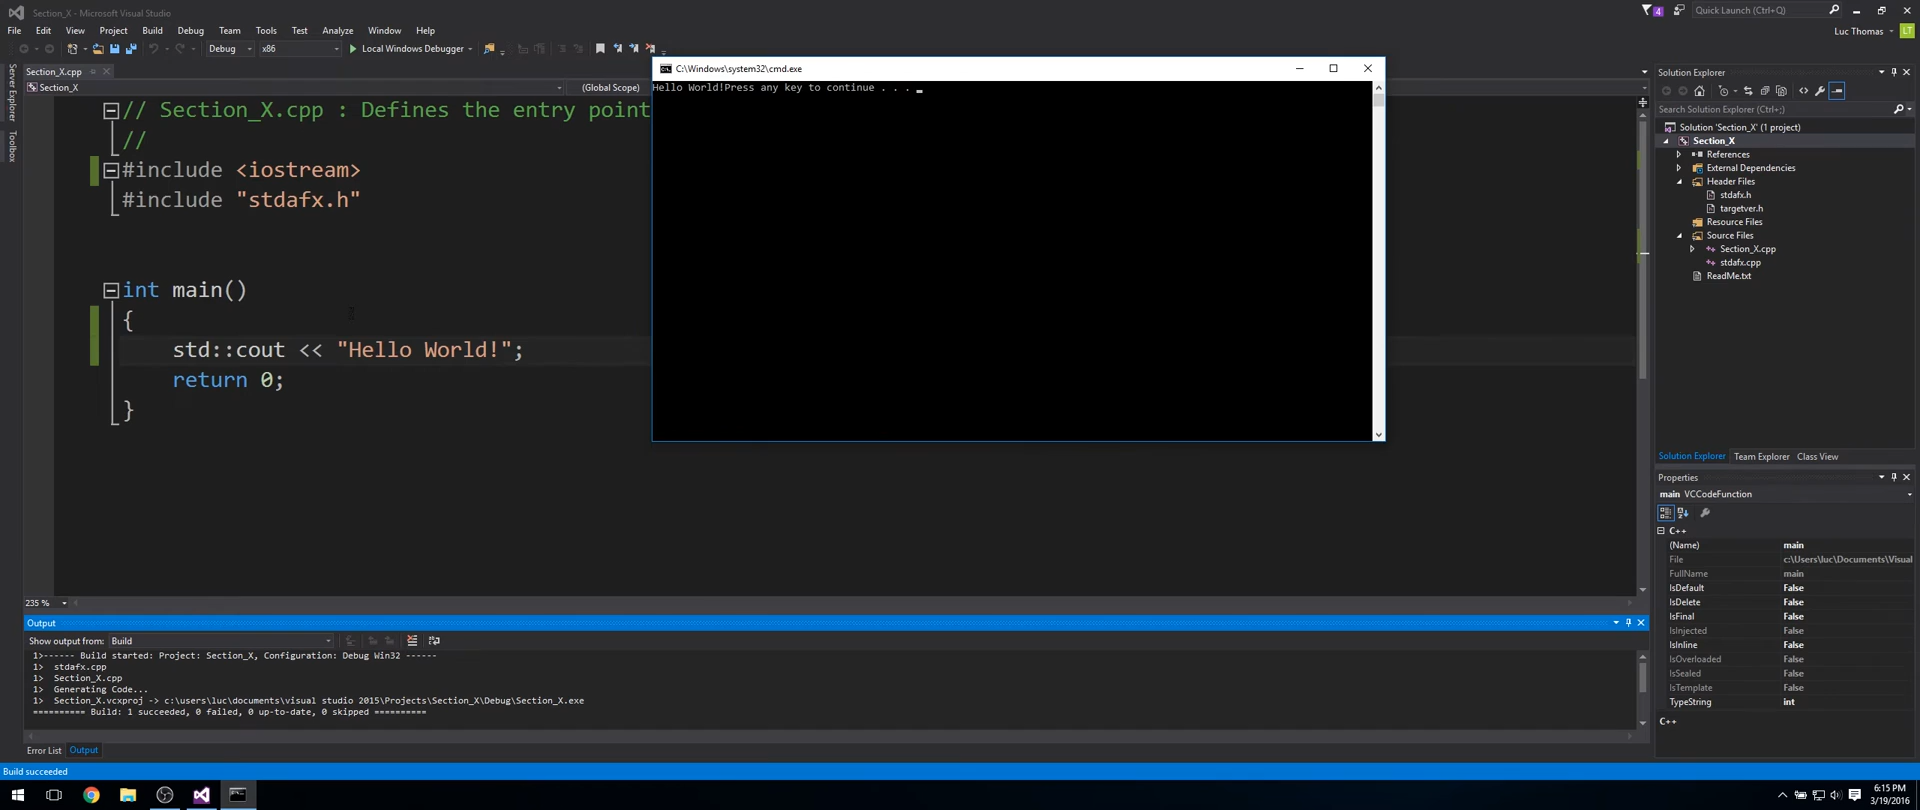 Section_X - Microsoft Visual Studio
4
Quick Launch (Ctrl+Q)
File Edit View Project Build Debug Team Tools Test Analyze Window Help
Luc Thomas
LT
Debug x86 Local Windows Debugger
Server Explorer
Toolbox
Section_X.cpp
Section_X
(Global Scope)
// Section_X.cpp : Defines the entry point
//
#include <iostream>
#include "stdafx.h"
int main()
{
std::cout << "Hello World!";
return 0;
}
235 %
C:\Windows\system32\cmd.exe
Hello World!Press any key to continue . . .
Solution Explorer
Search Solution Explorer (Ctrl+;)
Solution 'Section_X' (1 project)
Section_X
References
External Dependencies
Header Files
stdafx.h
targetver.h
Resource Files
Source Files
Section_X.cpp
stdafx.cpp
ReadMe.txt
Solution Explorer Team Explorer Class View
Properties
main VCCodeFunction
C++
(Name) main
File c:\Users\luc\Documents\Visual
FullName main
IsDefault False
IsDelete False
IsFinal False
IsInjected False
IsInline False
IsOverloaded False
IsSealed False
IsTemplate False
TypeString int
C++
Output
Show output from: Build
1>------ Build started: Project: Section_X, Configuration: Debug Win32 ------
1> stdafx.cpp
1> Section_X.cpp
1> Generating Code...
1> Section_X.vcxproj -> c:\users\luc\documents\visual studio 2015\Projects\Section_X\Debug\Section_X.exe
========== Build: 1 succeeded, 0 failed, 0 up-to-date, 0 skipped ==========
Error List Output
Build succeeded
6:15 PM
3/19/2016